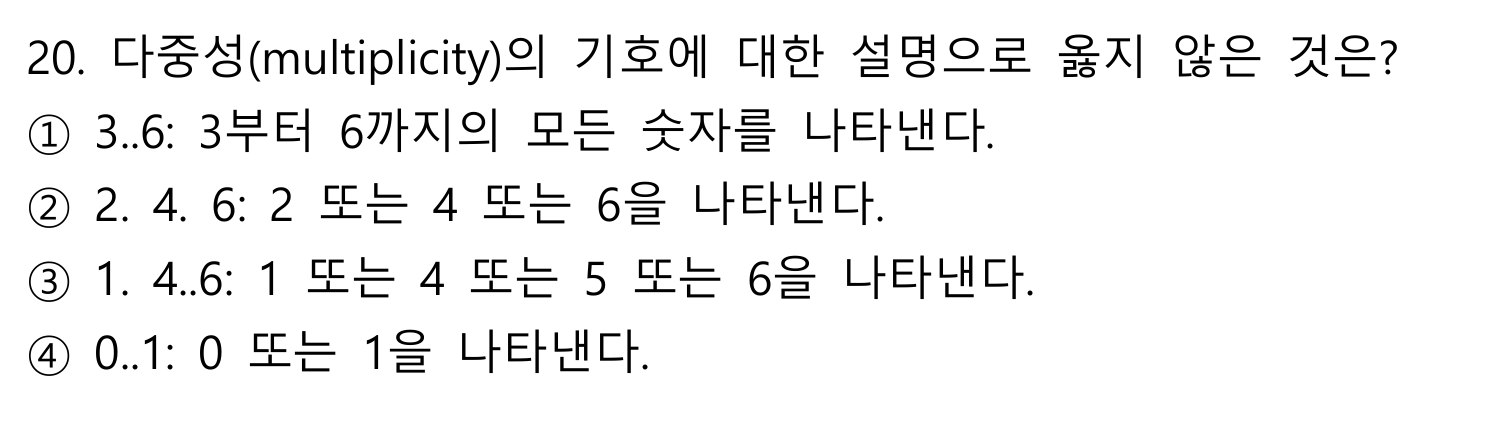 20. 다중성(multiplicity)의 기호에 대한 설명으로 옳지 않은 것은?
① 3..6: 3부터 6까지의 모든 숫자를 나타낸다.
② 2. 4. 6: 2 또는 4 또는 6을 나타낸다.
③ 1. 4..6: 1 또는 4 또는 5 또는 6을 나타낸다.
④ 0..1: 0 또는 1을 나타낸다.